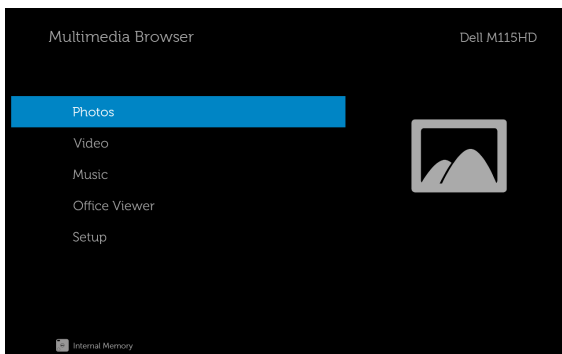 Multimedia Browser
Dell M115HD
Photos
Video
Music
Office Viewer
Setup
Internal Memory